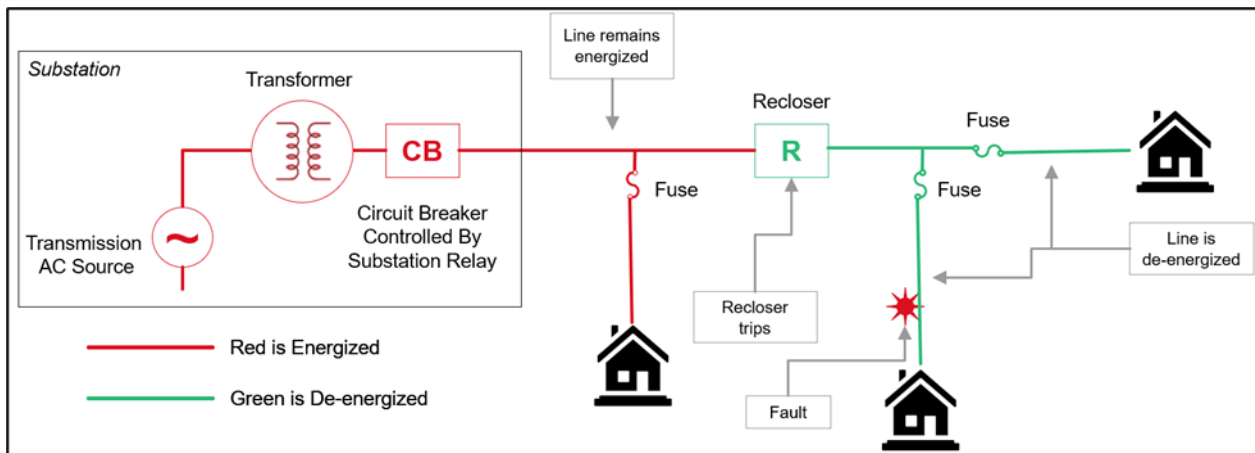 Substation
Transformer
CB
Circuit Breaker
Controlled By
Substation Relay
Transmission
AC Source
~
Line remains
energized
Fuse
Recloser
R
Recloser
trips
Fuse
Fuse
Line is
de-energized
Fault
Red is Energized
Green is De-energized